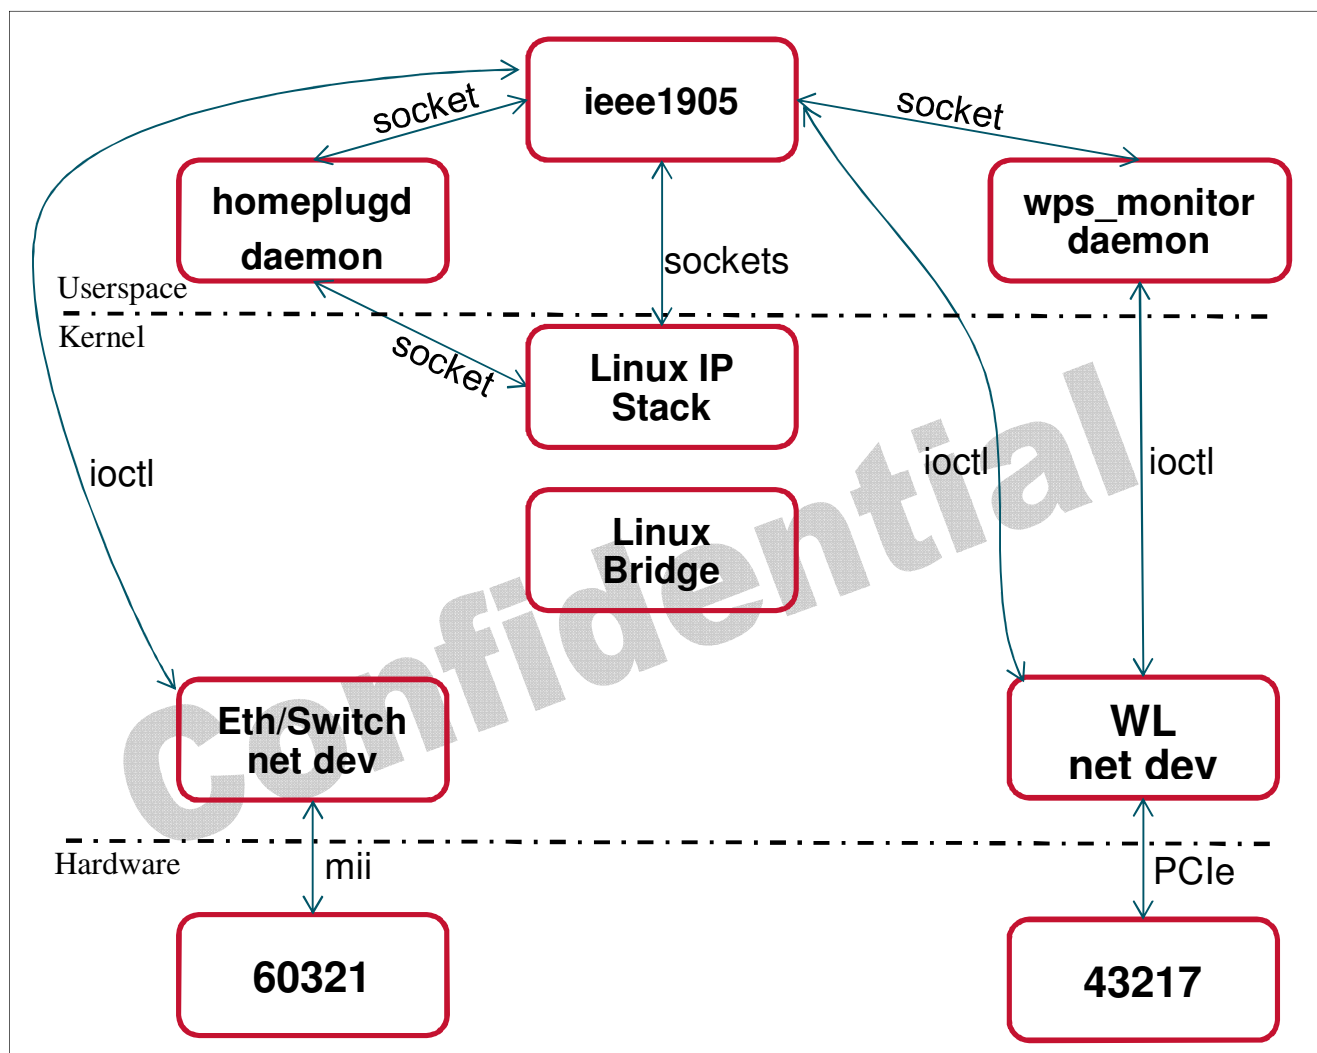 ieee1905
socket
socket
homeplugd
daemon
wps_monitor
daemon
sockets
Userspace
Kernel
socket
Linux IP
Stack
ioctl
ioctl
ioctl
Linux
Bridge
Confidential
Eth/Switch
net dev
WL
net dev
Hardware
mii
PCIe
60321
43217